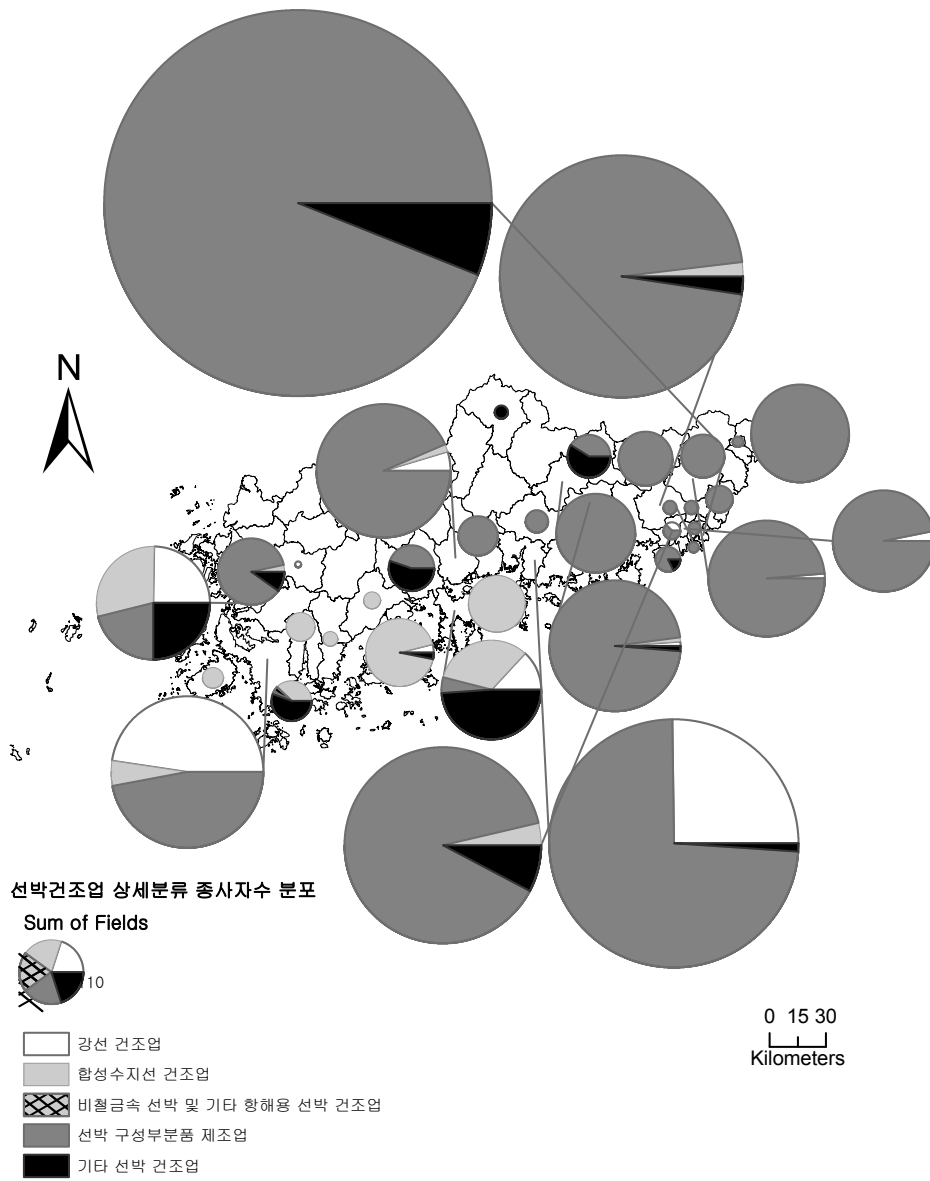 N
선박건조업 상세분류 종사자수 분포
Sum of Fields
10
강선 건조업
합성수지선 건조업
비철금속 선박 및 기타 항해용 선박 건조업
선박 구성부분품 제조업
기타 선박 건조업
0 15 30
Kilometers